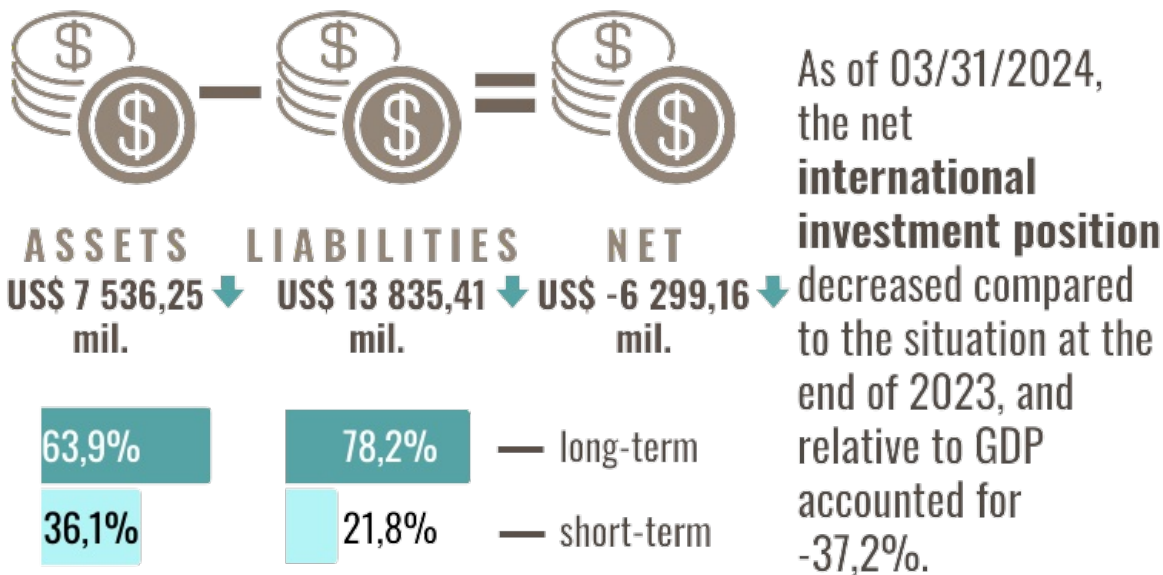 ASSETS
US$ 7 536,25
mil.
LIABILITIES
US$ 13 835,41
mil.
NET
US$ -6 299,16
mil.
63,9%
78,2%
long-term
36,1%
21,8%
short-term
As of 03/31/2024,
the net
international
investment position
decreased compared
to the situation at the
end of 2023, and
relative to GDP
accounted for
-37,2%.